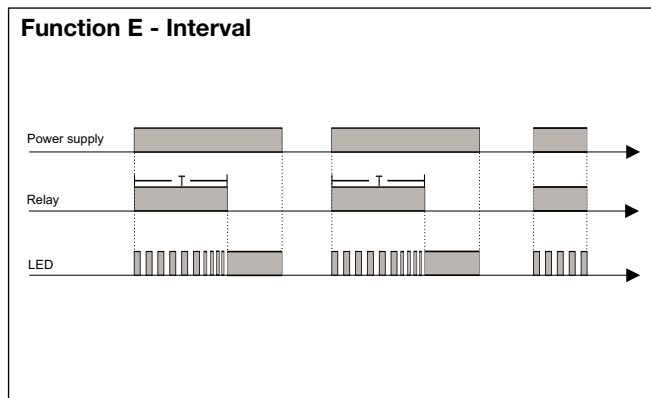 Function E - Interval
Power supply
T
T
Relay
LED